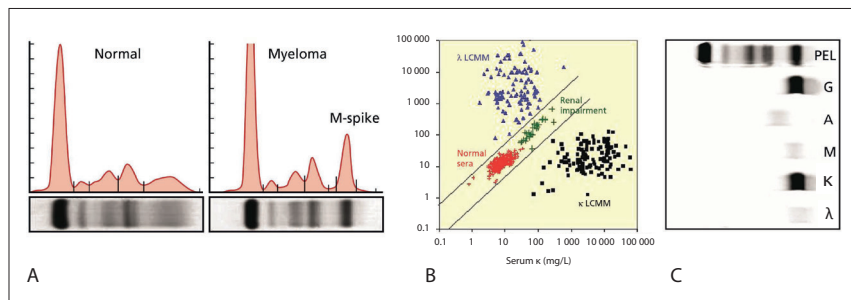 Normal
Myeloma
M-spike
A
100 000
10 000
1 000
100
10
1
0.1
λ LCMM
Renal
impairment
Normal
sera
κ LCMM
0.1 1 10 100 1 000 10 000 100 000
Serum κ (mg/L)
B
PEL
G
A
M
K
λ
C